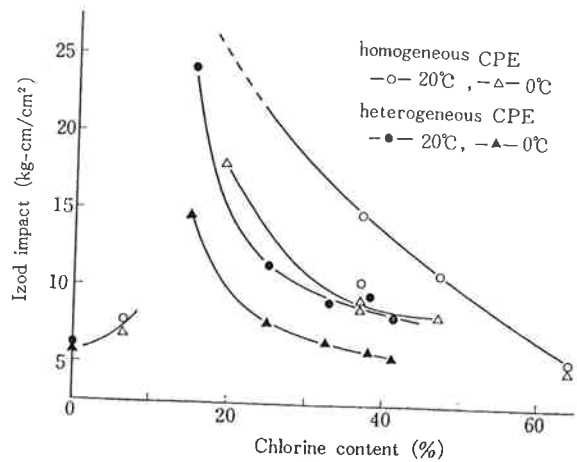 25
20
15
10
5
0
20
40
60
Izod impact (kg-cm/cm²)
Chlorine content (%)
homogeneous CPE
—○— 20℃ , —△— 0℃
heterogeneous CPE
—●— 20℃, —▲— 0℃